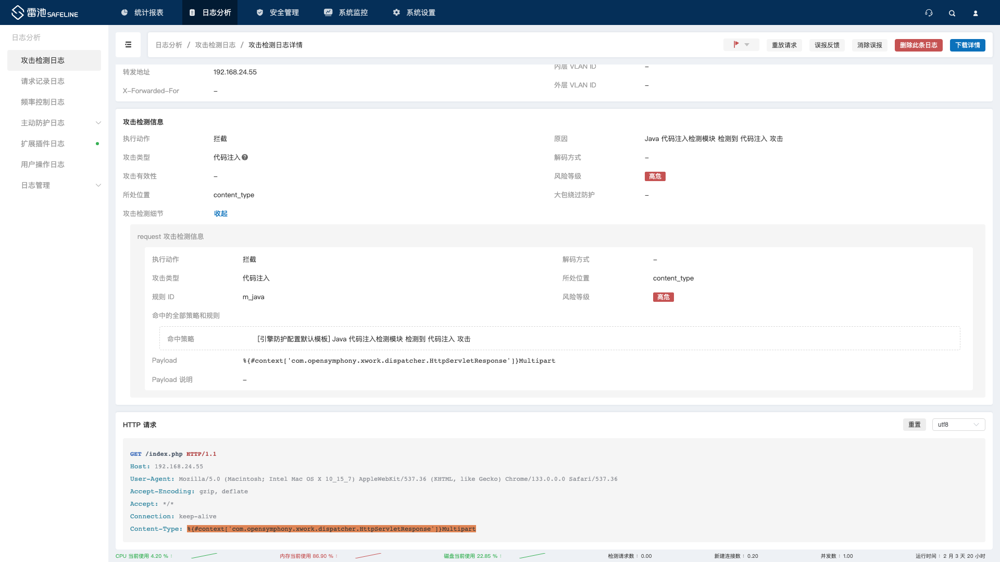 雷池 SAFELINE 统计报表 日志分析 安全管理 系统监控 系统设置
日志分析
攻击检测日志
请求记录日志
频率控制日志
主动防护日志
扩展插件日志
用户操作日志
日志管理
日志分析 / 攻击检测日志 / 攻击检测日志详情 重放请求 误报反馈 消除误报 删除此条日志 下载详情
内层 VLAN ID –
转发地址 192.168.24.55
外层 VLAN ID –
X-Forwarded-For –
攻击检测信息
执行动作 拦截 原因 Java 代码注入检测模块 检测到 代码注入 攻击
攻击类型 代码注入 解码方式 –
攻击有效性 – 风险等级 高危
所处位置 content_type 大包绕过防护 –
攻击检测细节 收起
request 攻击检测信息
执行动作 拦截 解码方式 –
攻击类型 代码注入 所处位置 content_type
规则 ID m_java 风险等级 高危
命中的全部策略和规则
命中策略 [引擎防护配置默认模板] Java 代码注入检测模块 检测到 代码注入 攻击
Payload %{#context['com.opensymphony.xwork.dispatcher.HttpServletResponse']}Multipart
Payload 说明 –
HTTP 请求 重置 utf8
GET /index.php HTTP/1.1
Host: 192.168.24.55
User-Agent: Mozilla/5.0 (Macintosh; Intel Mac OS X 10_15_7) AppleWebKit/537.36 (KHTML, like Gecko) Chrome/133.0.0.0 Safari/537.36
Accept-Encoding: gzip, deflate
Accept: */*
Connection: keep-alive
Content-Type: %{#context['com.opensymphony.xwork.dispatcher.HttpServletResponse']}Multipart
CPU 当前使用 4.20 %： 内存当前使用 86.90 %： 磁盘当前使用 22.85 %： 检测请求数： 0.00 新建连接数： 0.20 并发数： 1.00 运行时间： 2 月 3 天 20 小时